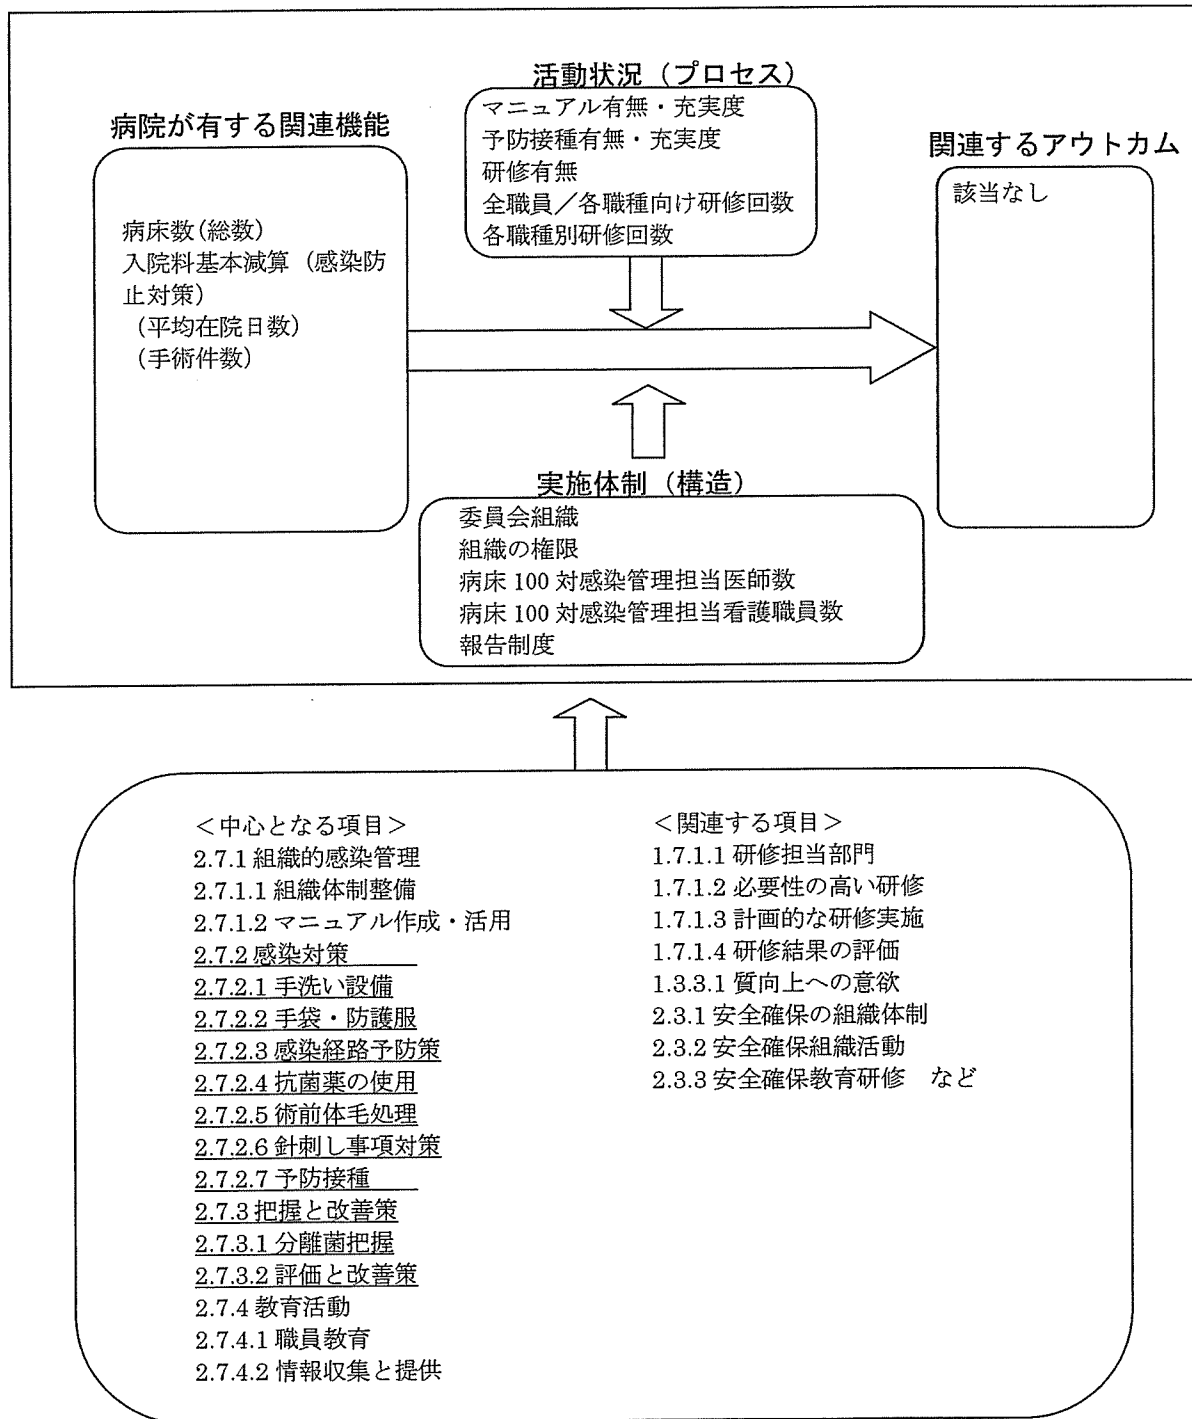 活動状況（プロセス）
マニュアル有無・充実度
予防接種有無・充実度
研修有無
全職員／各職種向け研修回数
各職種別研修回数
病院が有する関連機能
病床数(総数)
入院料基本減算（感染防
止対策）
（平均在院日数）
（手術件数）
関連するアウトカム
該当なし
実施体制（構造）
委員会組織
組織の権限
病床 100 対感染管理担当医師数
病床 100 対感染管理担当看護職員数
報告制度
＜中心となる項目＞
2.7.1 組織的感染管理
2.7.1.1 組織体制整備
2.7.1.2 マニュアル作成・活用
2.7.2 感染対策
2.7.2.1 手洗い設備
2.7.2.2 手袋・防護服
2.7.2.3 感染経路予防策
2.7.2.4 抗菌薬の使用
2.7.2.5 術前体毛処理
2.7.2.6 針刺し事項対策
2.7.2.7 予防接種
2.7.3 把握と改善策
2.7.3.1 分離菌把握
2.7.3.2 評価と改善策
2.7.4 教育活動
2.7.4.1 職員教育
2.7.4.2 情報収集と提供
＜関連する項目＞
1.7.1.1 研修担当部門
1.7.1.2 必要性の高い研修
1.7.1.3 計画的な研修実施
1.7.1.4 研修結果の評価
1.3.3.1 質向上への意欲
2.3.1 安全確保の組織体制
2.3.2 安全確保組織活動
2.3.3 安全確保教育研修　など